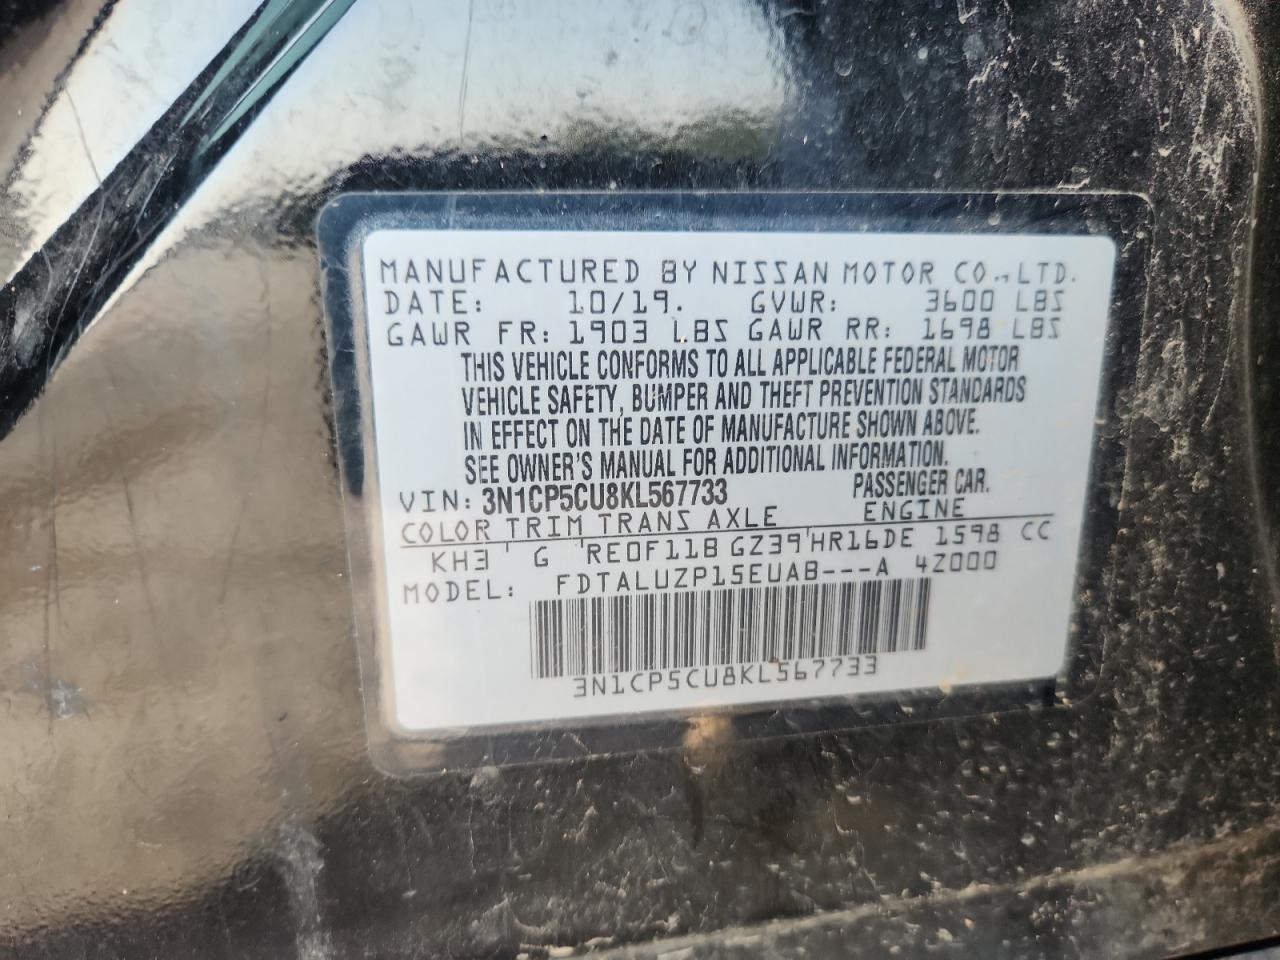 MANUFACTURED BY NISSAN MOTOR CO.,LTD.
DATE: 10/19. GVWR: 3600 LBS
GAWR FR: 1903 LBS GAWR RR: 1698 LBS
THIS VEHICLE CONFORMS TO ALL APPLICABLE FEDERAL MOTOR
VEHICLE SAFETY, BUMPER AND THEFT PREVENTION STANDARDS
IN EFFECT ON THE DATE OF MANUFACTURE SHOWN ABOVE.
SEE OWNER'S MANUAL FOR ADDITIONAL INFORMATION.
VIN: 3N1CP5CU8KL567733 PASSENGER CAR.
COLOR TRIM TRANS AXLE ENGINE
KH3 G RE0F11B GZ39 HR16DE 1598 CC
MODEL: FDTALUZP15EUAB---A 4Z000
3N1CP5CU8KL567733